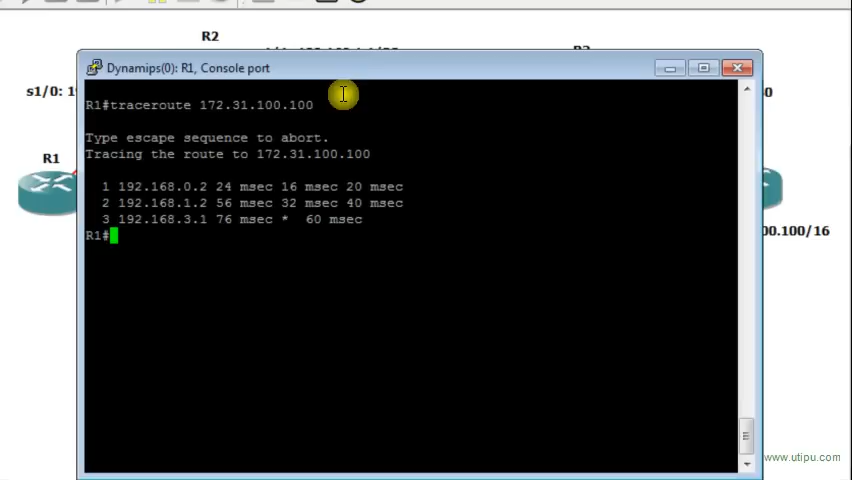 R2
Dynamips(0): R1, Console port
s1/0: 1
R1
R1#traceroute 172.31.100.100
Type escape sequence to abort.
Tracing the route to 172.31.100.100
1 192.168.0.2 24 msec 16 msec 20 msec
2 192.168.1.2 56 msec 32 msec 40 msec
3 192.168.3.1 76 msec * 60 msec
R1#
00.100/16
www.utipu.com